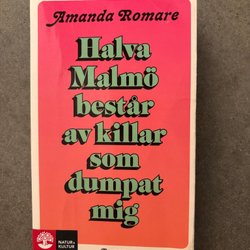 Amanda Romare
Halva
Malmö
består
av killar
som
dumpat
mig
NATUR &
KULTUR